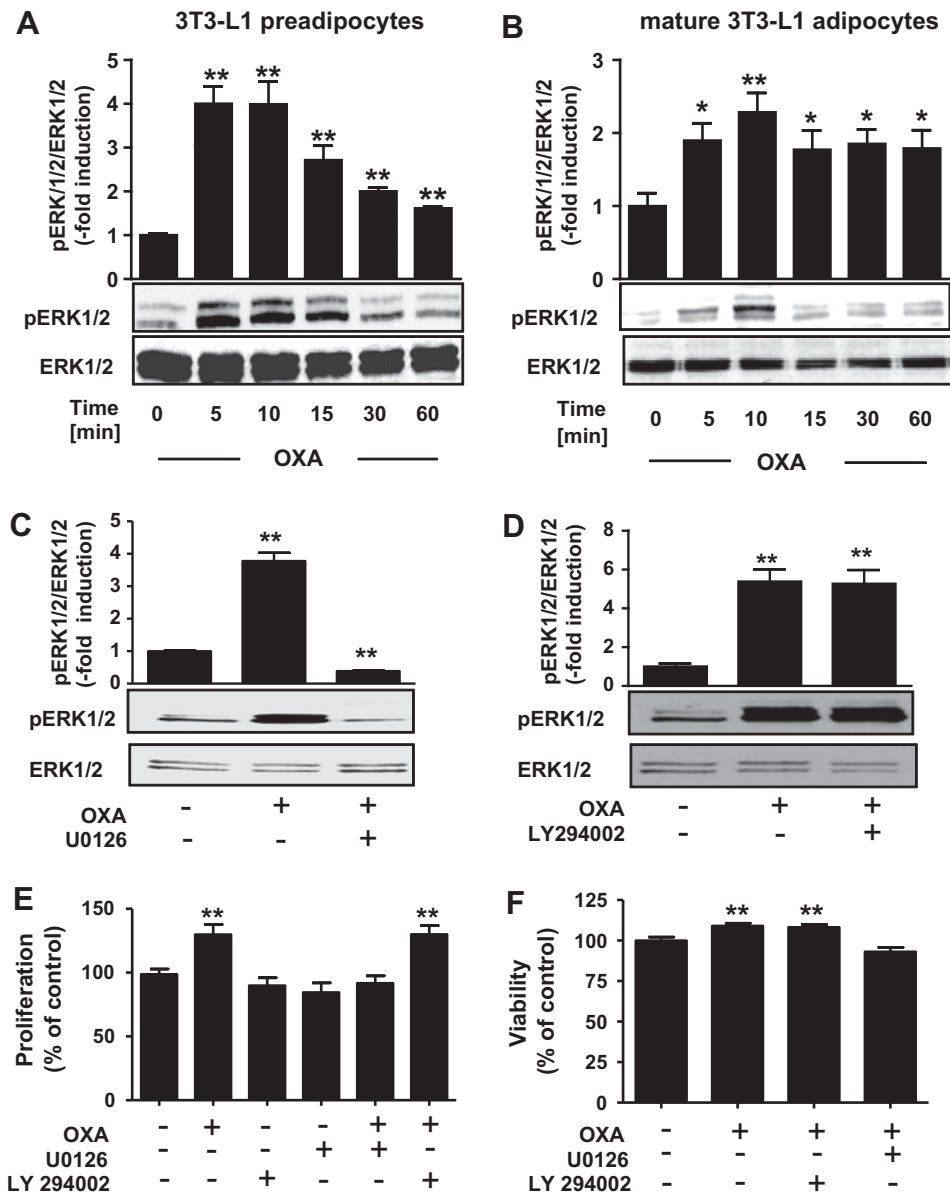 A
3T3-L1 preadipocytes
pERK/1/2/ERK1/2
(-fold induction)
5
4
3
2
1
0
** ** ** ** **
pERK1/2
ERK1/2
Time
[min]
0 5 10 15 30 60
OXA
B
mature 3T3-L1 adipocytes
pERK/1/2/ERK1/2
(-fold induction)
3
2
1
0
* ** * * *
pERK1/2
ERK1/2
Time
[min]
0 5 10 15 30 60
OXA
C
pERK1/2/ERK1/2
(-fold induction)
5
4
3
2
1
0
** **
pERK1/2
ERK1/2
OXA - + +
U0126 - - +
D
pERK1/2/ERK1/2
(-fold induction)
8
6
4
2
0
** **
pERK1/2
ERK1/2
OXA - + +
LY294002 - - +
E
Proliferation
(% of control)
150
100
50
0
** **
OXA - + - - + +
U0126 - - - + + -
LY 294002 - - + - - +
F
Viability
(% of control)
125
100
75
50
25
0
** **
OXA - + + +
U0126 - - - +
LY 294002 - - + -